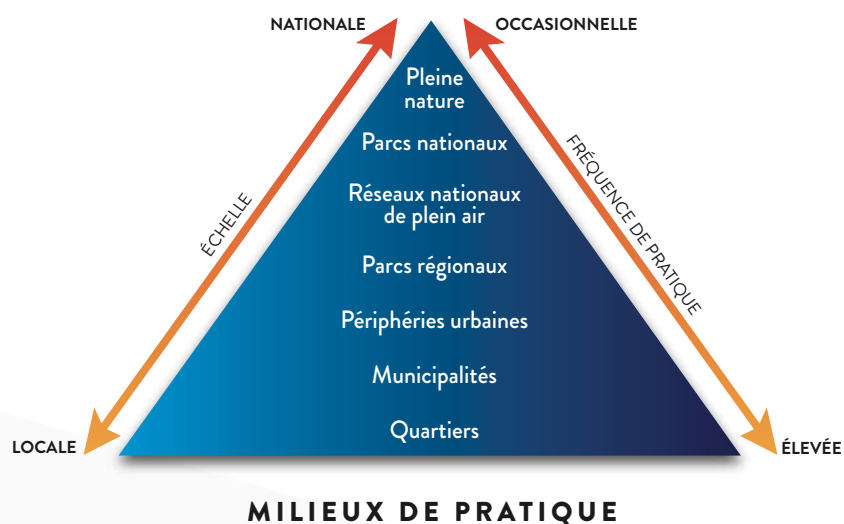 NATIONALE
OCCASIONNELLE
Pleine
nature
Parcs nationaux
Réseaux nationaux
de plein air
Parcs régionaux
Périphéries urbaines
Municipalités
Quartiers
ÉCHELLE
FRÉQUENCE DE PRATIQUE
LOCALE
ÉLEVÉE
MILIEUX DE PRATIQUE